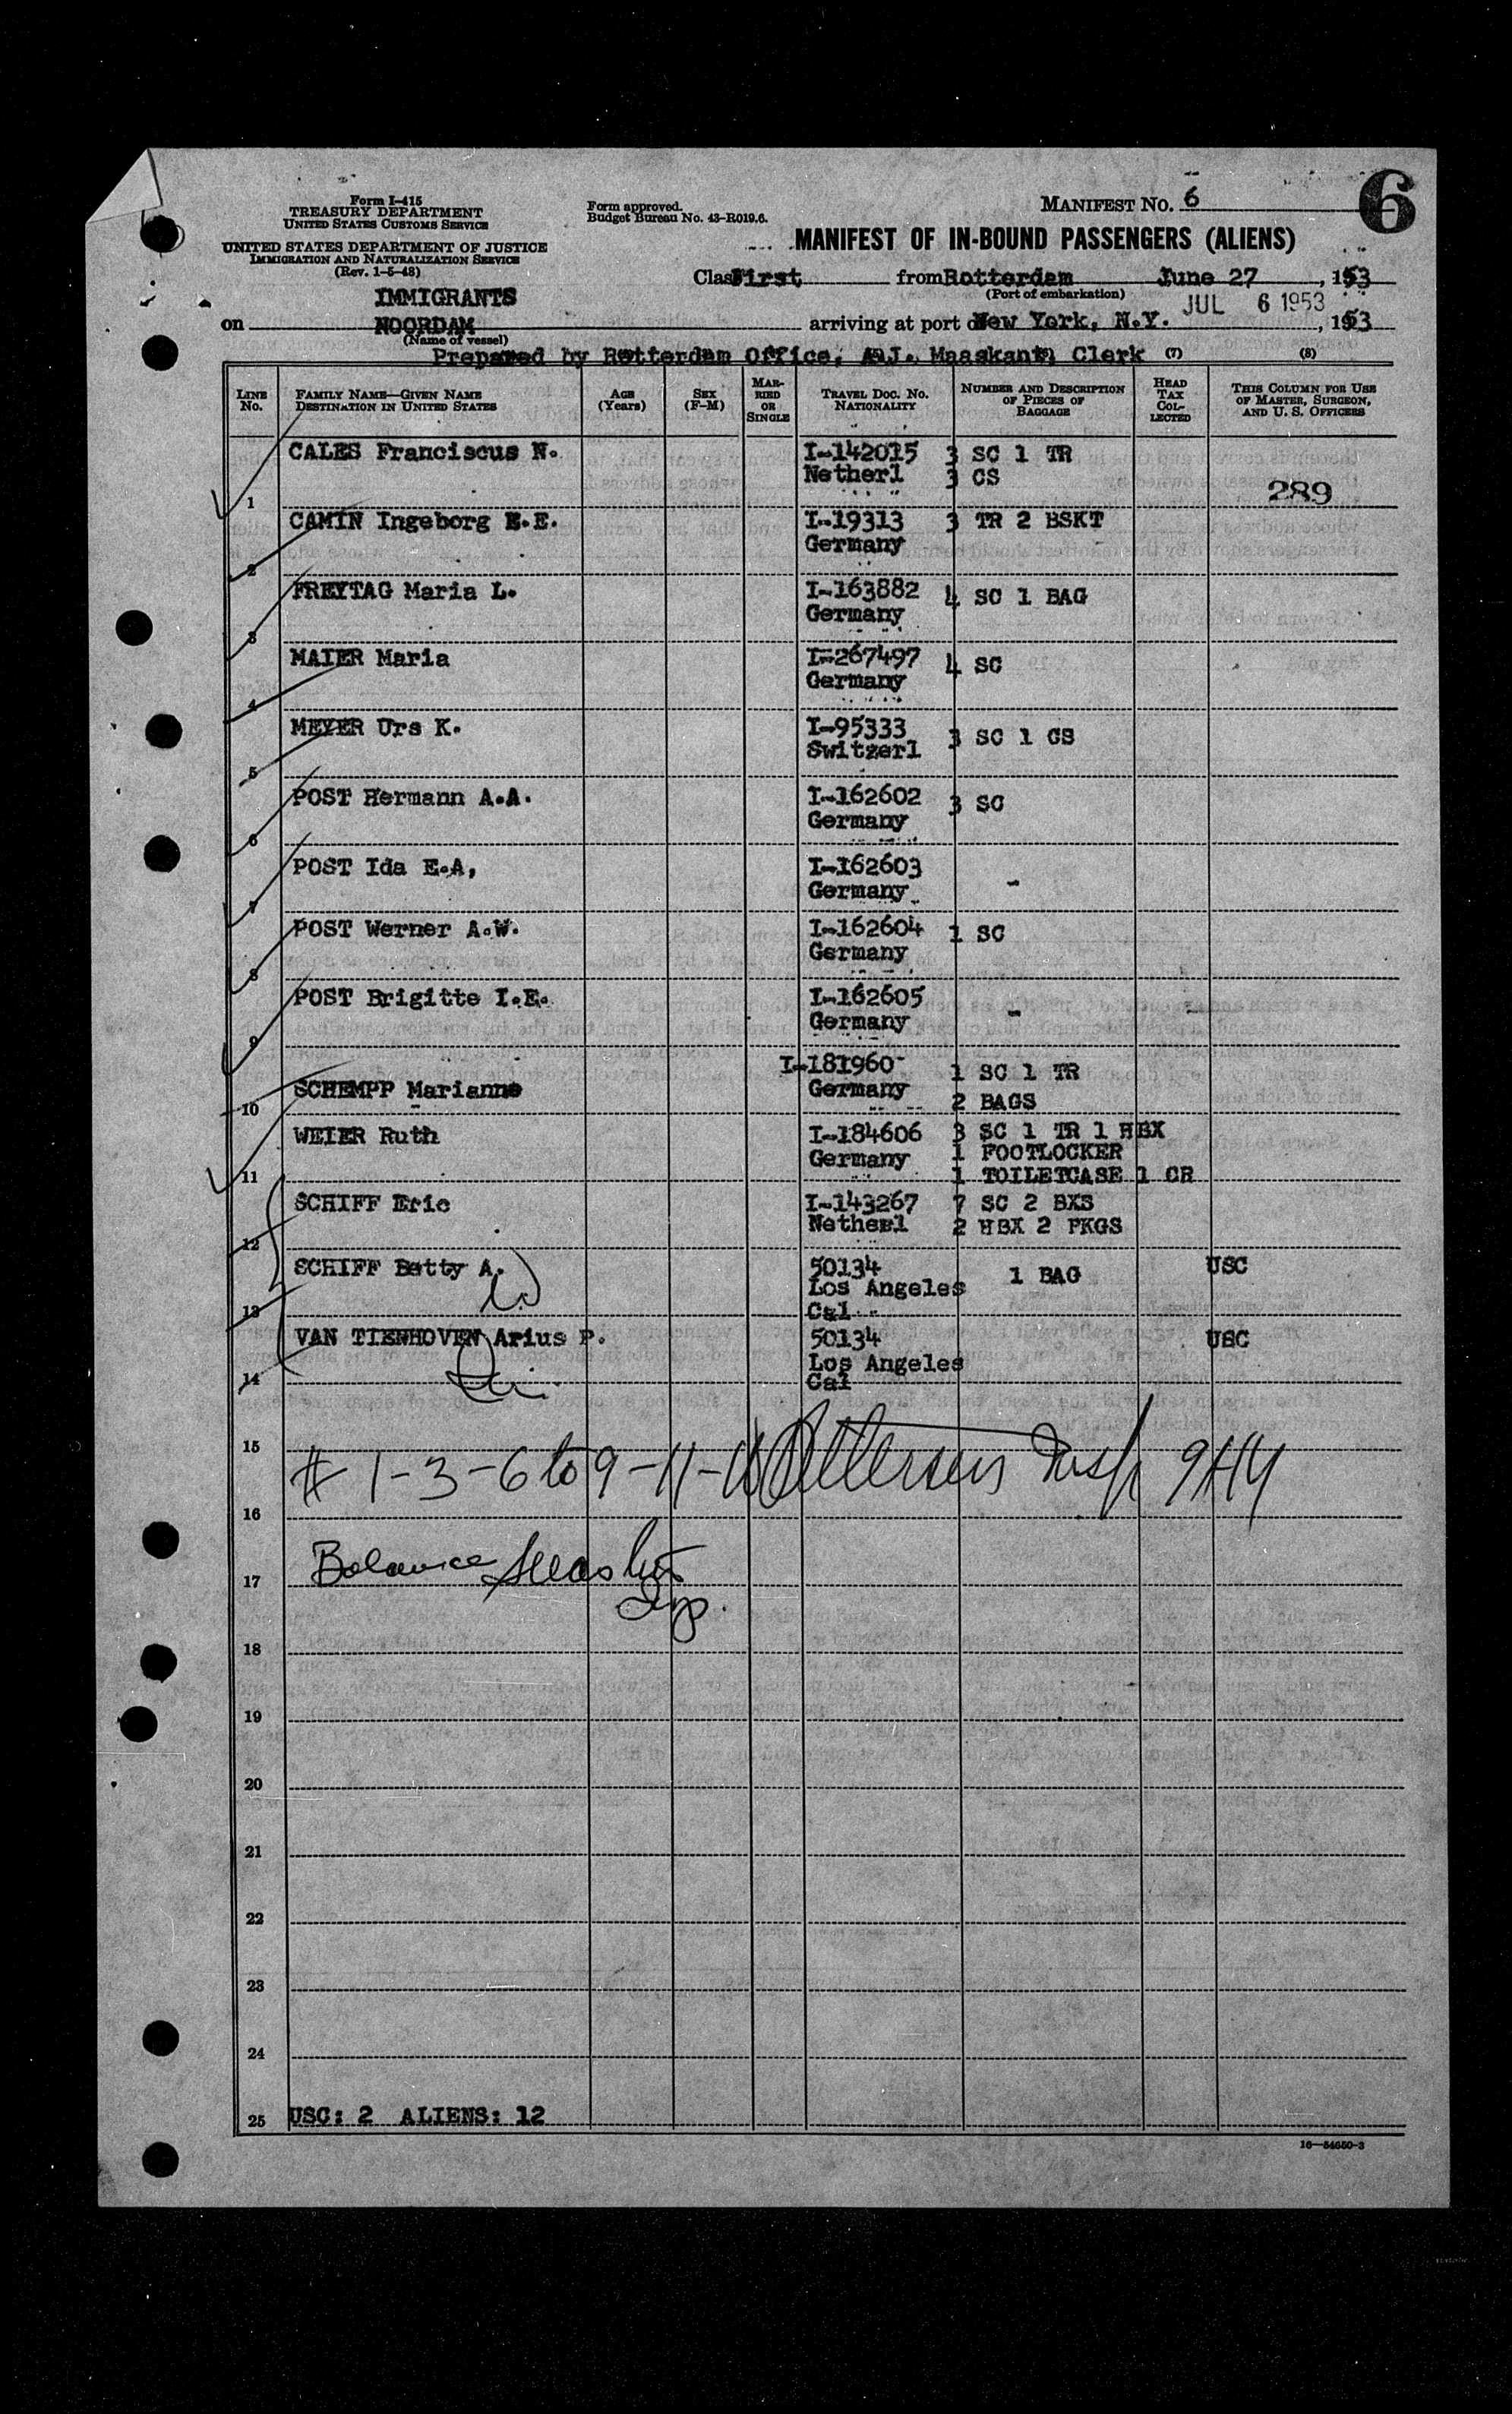 6
Form I-415
TREASURY DEPARTMENT
UNITED STATES CUSTOMS SERVICE
UNITED STATES DEPARTMENT OF JUSTICE
IMMIGRATION AND NATURALIZATION SERVICE
(Rev. 1-5-48)
Form approved.
Budget Bureau No. 43-R019.6.
MANIFEST NO. 6
MANIFEST OF IN-BOUND PASSENGERS (ALIENS)
Class First from Rotterdam June 27, 1953
(Port of embarkation)
IMMIGRANTS
JUL 6 1953
on NOORDAM arriving at port of New York, N.Y., 1953
(Name of vessel)
Prepared by Rotterdam Office, A.J. Maaskant, Clerk (7) (8)
LINE No. FAMILY NAME—GIVEN NAME DESTINATION IN UNITED STATES AGE (Years) SEX (F-M) MARRIED OR SINGLE TRAVEL DOC. NO. NATIONALITY NUMBER AND DESCRIPTION OF PIECES OF BAGGAGE HEAD TAX COLLECTED THIS COLUMN FOR USE OF MASTER, SURGEON, AND U. S. OFFICERS
CALES Franciscus N. I-142015 3 SC 1 TR
Netherl 3 CS
1 289
CAMIN Ingeborg E.E. I-19313 3 TR 2 BSKT
Germany
2
FREYTAG Maria L. I-163882 4 SC 1 BAG
Germany
3
MAIER Maria I-267497 4 SC
Germany
4
MEYER Urs K. I-95333 3 SC 1 CS
Switzerl
5
POST Hermann A.A. I-162602 3 SC
Germany
6
POST Ida E.A, I-162603 -
Germany
7
POST Werner A.W. I-162604 1 SC
Germany
8
POST Brigitte I.E. I-162605 -
Germany
9
I-181960 1 SC 1 TR
SCHEMPP Marianne Germany 2 BAGS
10
WEIER Ruth I-184606 3 SC 1 TR 1 HBX
Germany 1 FOOTLOCKER
11 1 TOILETCASE 1 CR
SCHIFF Eric I-143267 7 SC 2 BXS
Netherl 2 HBX 2 PKGS
12
SCHIFF Betty A. 50134 1 BAG USC
Los Angeles
13 Cal
VAN TIENHOVEN Arius P. 50134 USC
Los Angeles
14 Cal
15
# 1-3-6 to 9-11- Insp 9HY
16
Balance
17
Insp.
18
19
20
21
22
23
24
25 USC: 2 ALIENS: 12
16—54650-3